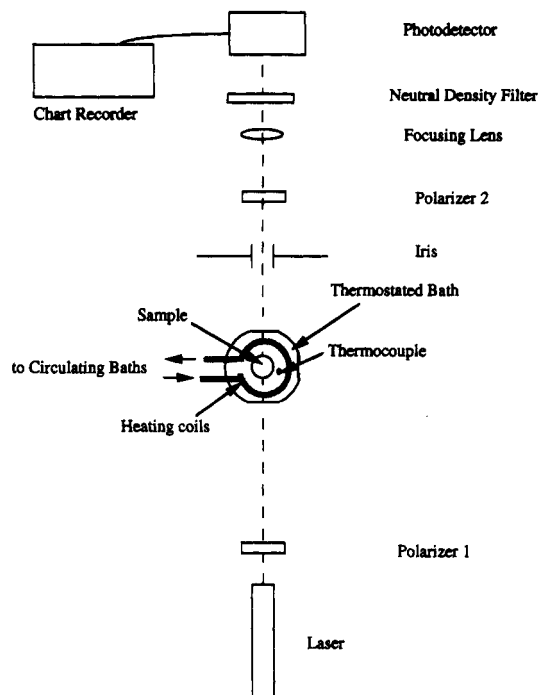 Photodetector
Chart Recorder
Neutral Density Filter
Focusing Lens
Polarizer 2
Iris
Thermostated Bath
Sample
Thermocouple
to Circulating Baths
Heating coils
Polarizer 1
Laser